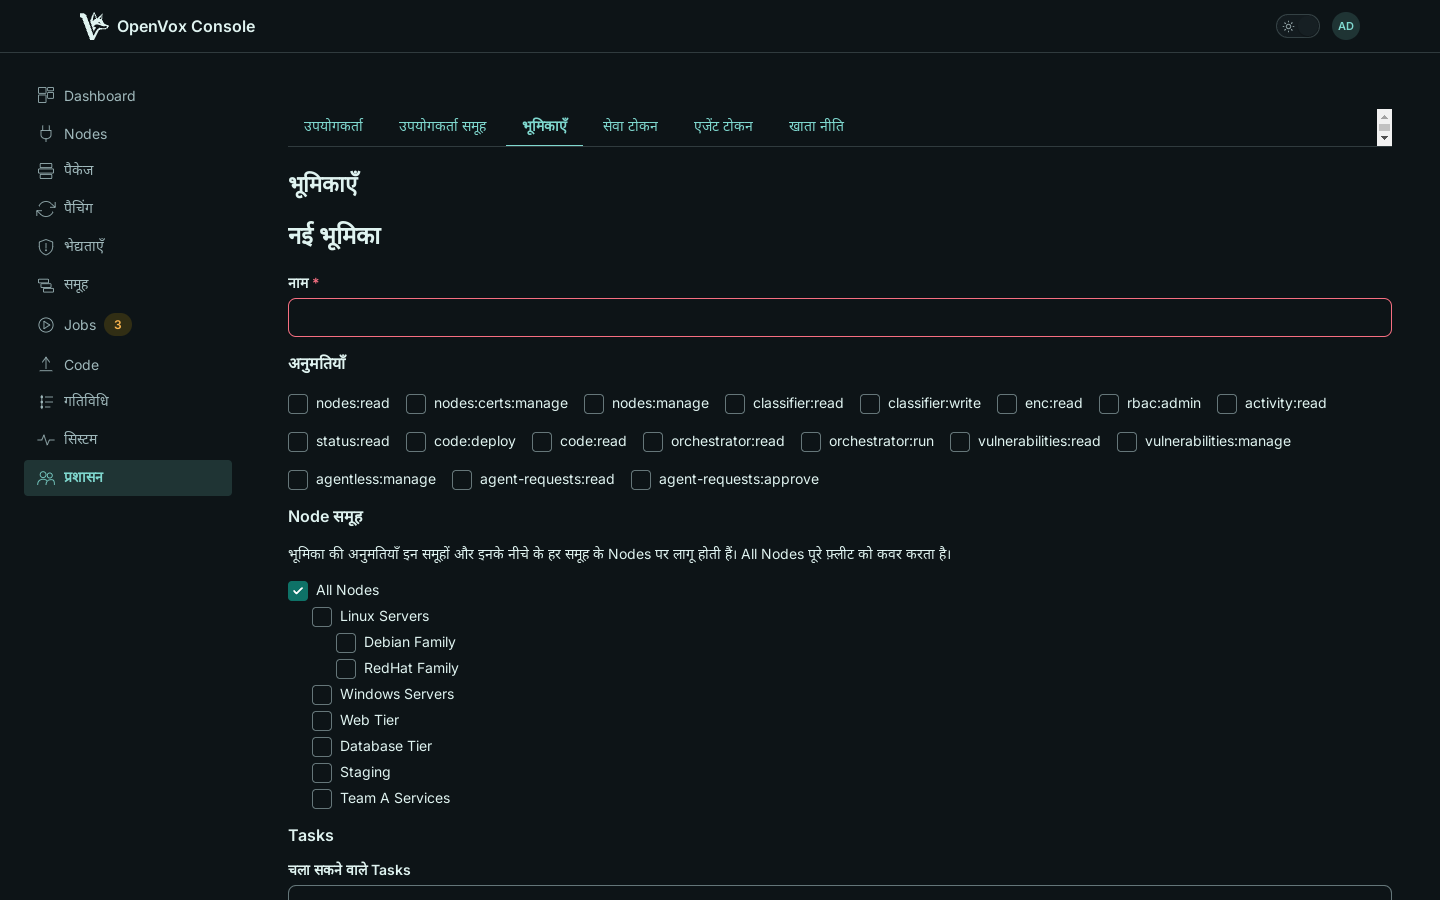 OpenVox Console
AD
Dashboard
Nodes
पैकेज
पैचिंग
भेद्यताएँ
समूह
Jobs 3
Code
गतिविधि
सिस्टम
प्रशासन
उपयोगकर्ता उपयोगकर्ता समूह भूमिकाएँ सेवा टोकन एजेंट टोकन खाता नीति
भूमिकाएँ
नई भूमिका
नाम *
अनुमतियाँ
nodes:read nodes:certs:manage nodes:manage classifier:read classifier:write enc:read rbac:admin activity:read
status:read code:deploy code:read orchestrator:read orchestrator:run vulnerabilities:read vulnerabilities:manage
agentless:manage agent-requests:read agent-requests:approve
Node समूह
भूमिका की अनुमतियाँ इन समूहों और इनके नीचे के हर समूह के Nodes पर लागू होती हैं। All Nodes पूरे फ़्लीट को कवर करता है।
All Nodes
Linux Servers
Debian Family
RedHat Family
Windows Servers
Web Tier
Database Tier
Staging
Team A Services
Tasks
चला सकने वाले Tasks